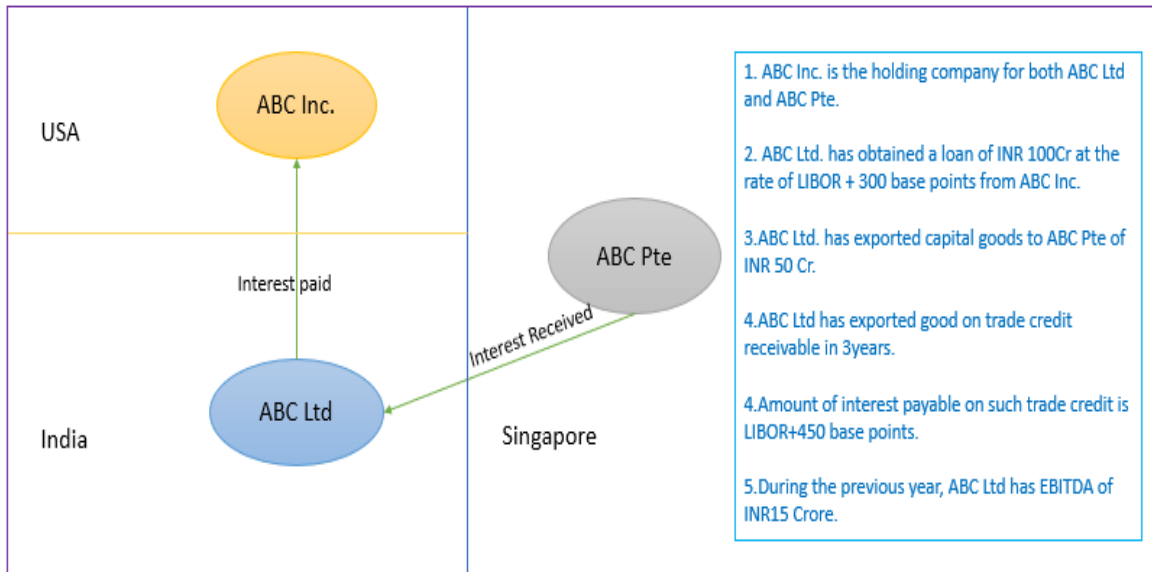 USA
ABC Inc.
Interest paid
ABC Ltd
India
ABC Pte
Interest Received
Singapore
1. ABC Inc. is the holding company for both ABC Ltd
and ABC Pte.
2. ABC Ltd. has obtained a loan of INR 100Cr at the
rate of LIBOR + 300 base points from ABC Inc.
3.ABC Ltd. has exported capital goods to ABC Pte of
INR 50 Cr.
4.ABC Ltd has exported good on trade credit
receivable in 3years.
4.Amount of interest payable on such trade credit is
LIBOR+450 base points.
5.During the previous year, ABC Ltd has EBITDA of
INR15 Crore.